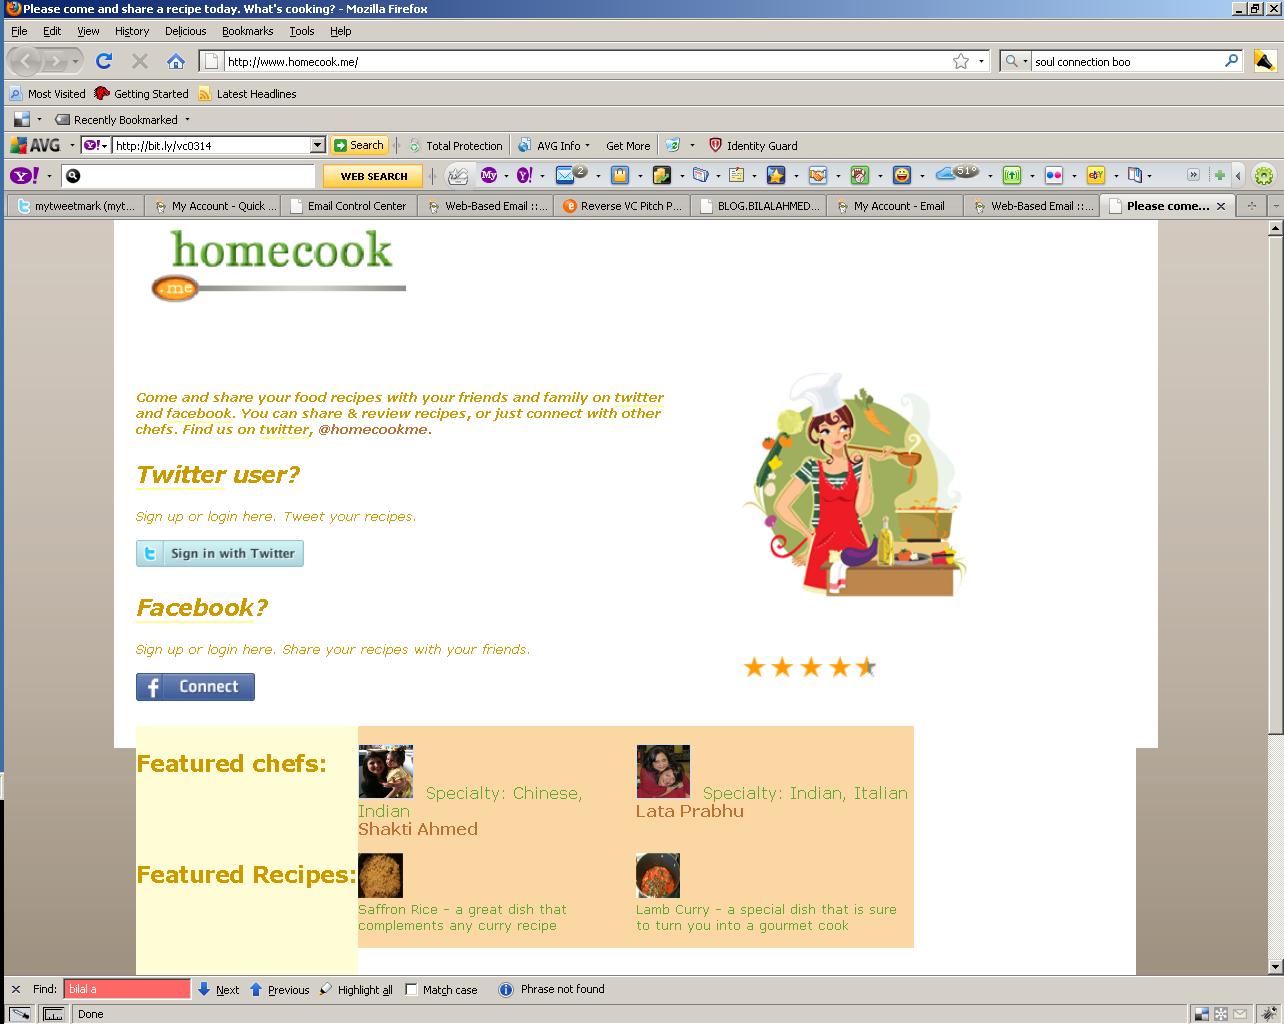 Please come and share a recipe today. What's cooking? - Mozilla Firefox
File Edit View History Delicious Bookmarks Tools Help
http://www.homecook.me/
soul connection boo
Most Visited Getting Started Latest Headlines
Recently Bookmarked
AVG Y! http://bit.ly/vc0314 Search Total Protection AVG Info Get More Identity Guard
Y! WEB SEARCH My Y! 2 51° eBY
mytweetmark (myt... My Account - Quick ... Email Control Center Web-Based Email ::... Reverse VC Pitch P... BLOG.BILALAHMED... My Account - Email Web-Based Email ::... Please come...
homecook
.me
Come and share your food recipes with your friends and family on twitter
and facebook. You can share & review recipes, or just connect with other
chefs. Find us on twitter, @homecookme.
Twitter user?
Sign up or login here. Tweet your recipes.
t Sign in with Twitter
Facebook?
Sign up or login here. Share your recipes with your friends.
f Connect
Featured chefs:
Specialty: Chinese,
Indian
Shakti Ahmed
Specialty: Indian, Italian
Lata Prabhu
Featured Recipes:
Saffron Rice - a great dish that
complements any curry recipe
Lamb Curry - a special dish that is sure
to turn you into a gourmet cook
Find: bilal a Next Previous Highlight all Match case Phrase not found
Done